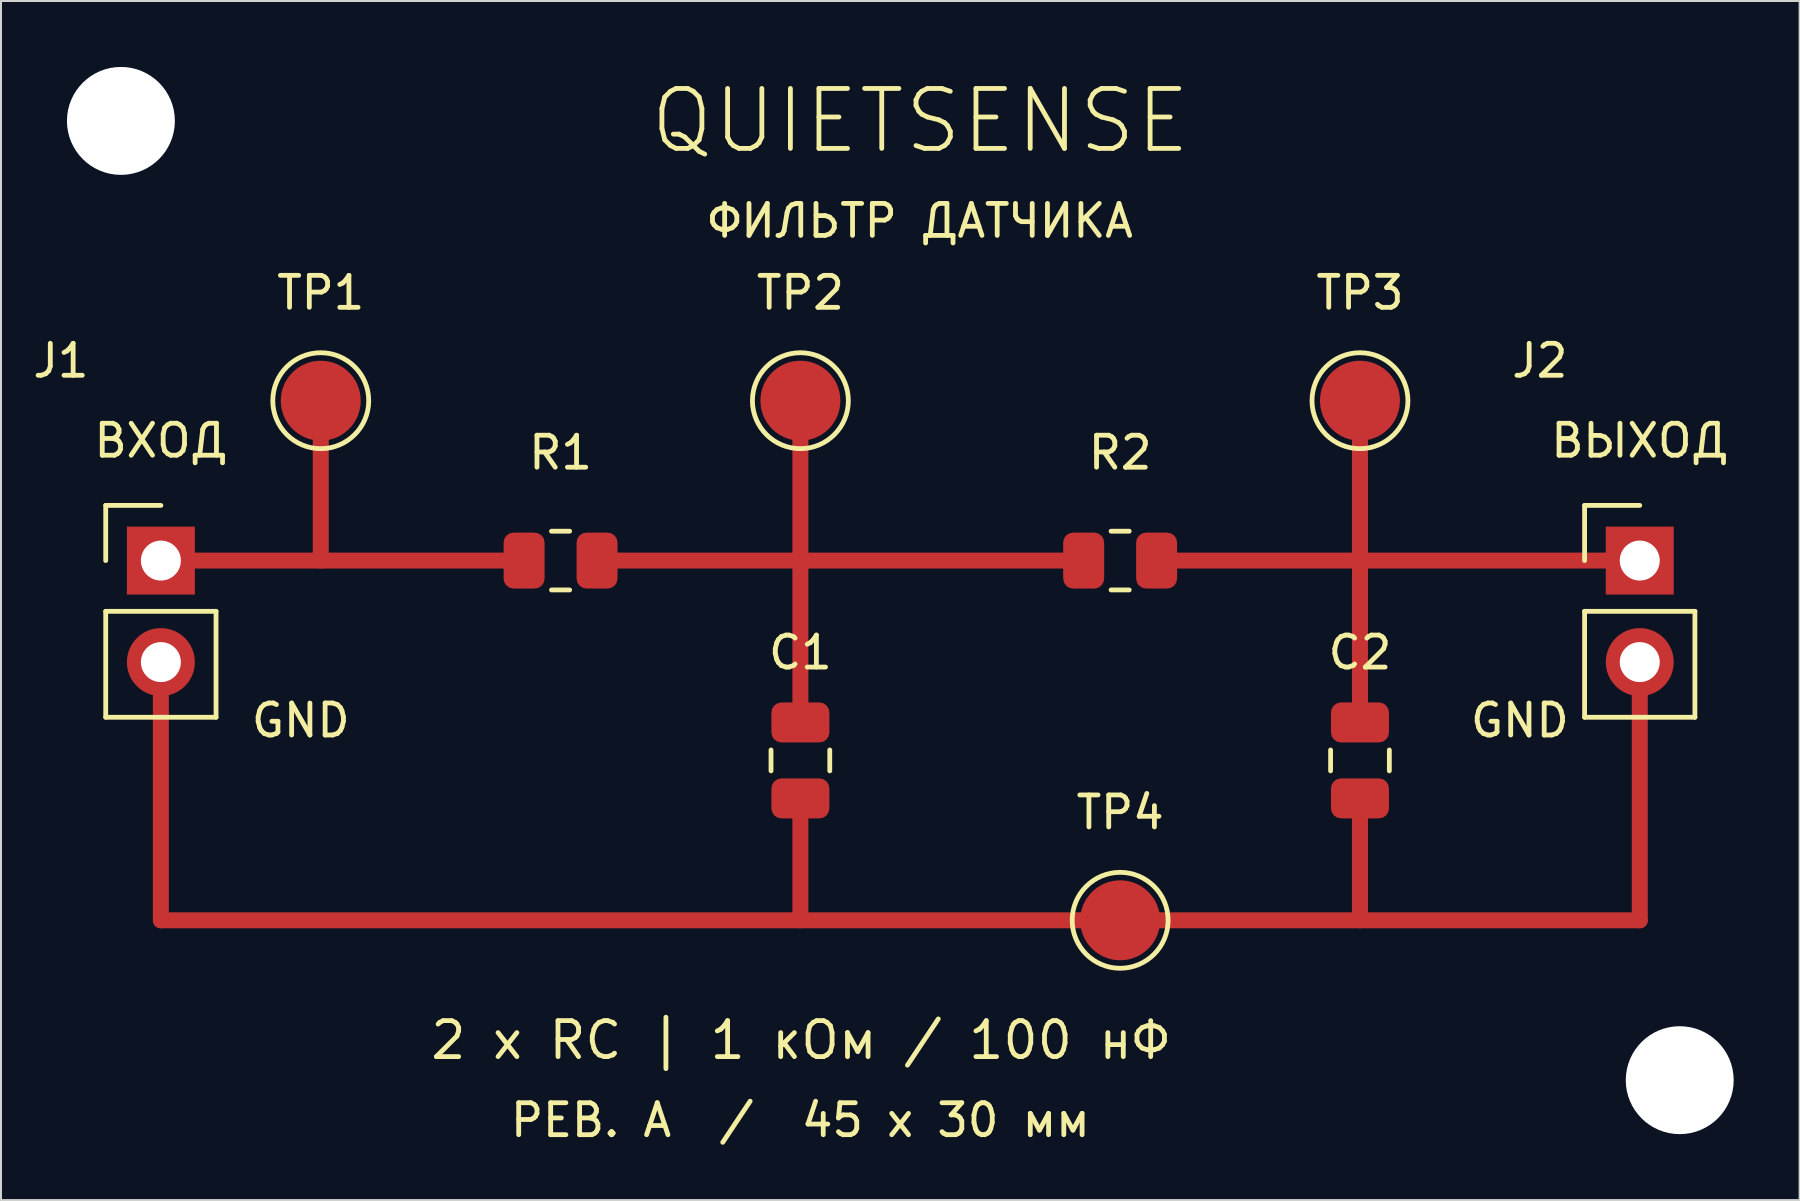 QUIETSENSE
ФИЛЬТР ДАТЧИКА
TP1
TP2
TP3
J1
J2
ВХОД
R1
R2
ВЫХОД
C1
C2
GND
GND
TP4
2 x RC | 1 кОм / 100 нФ
РЕВ. А / 45 x 30 мм